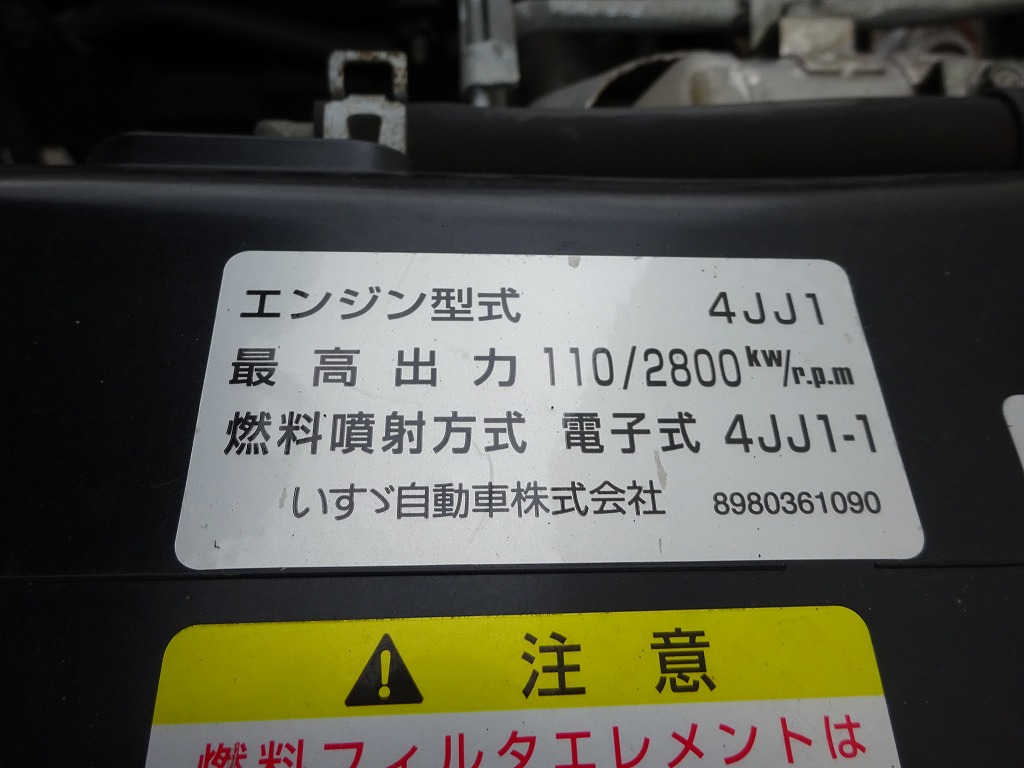 エンジン型式 4JJ1
最高出力 110/2800kw/r.p.m
燃料噴射方式 電子式 4JJ1-1
いすゞ自動車株式会社 8980361090
注意
燃料フィルタエレメントは